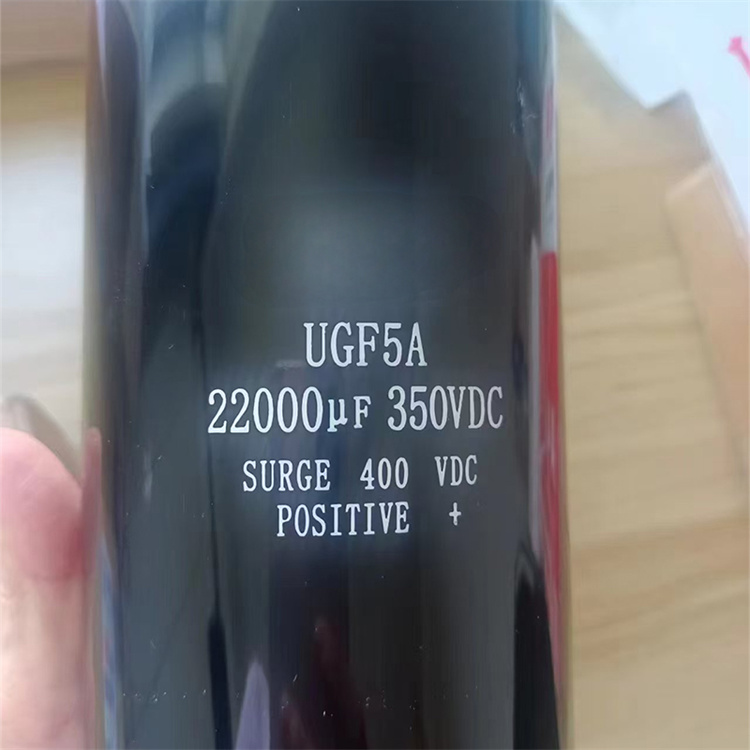 UGF5A
22000µF 350VDC
SURGE 400 VDC
POSITIVE +